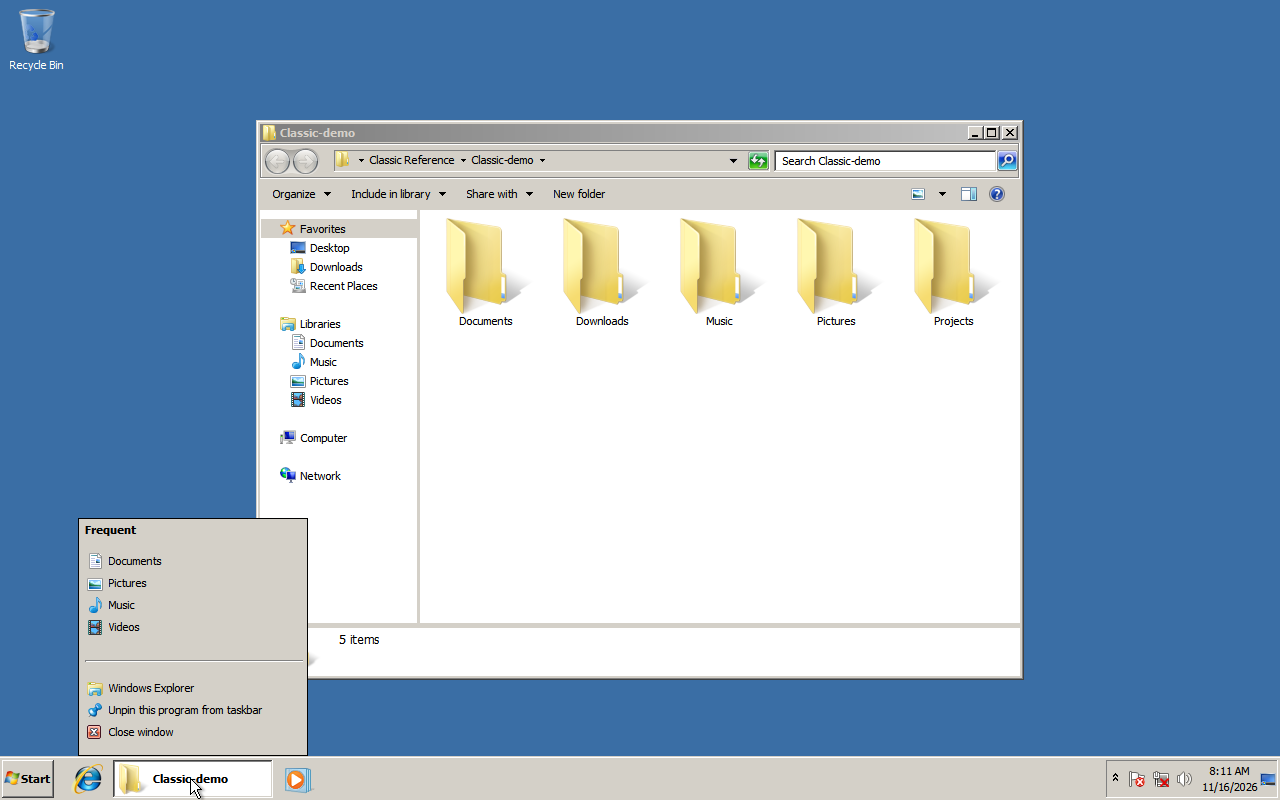 Recycle Bin
Classic-demo
Classic Reference Classic-demo
Search Classic-demo
Organize Include in library Share with New folder
Favorites
Desktop
Downloads
Recent Places
Libraries
Documents
Music
Pictures
Videos
Computer
Network
Documents Downloads Music Pictures Projects
5 items
Frequent
Documents
Pictures
Music
Videos
Windows Explorer
Unpin this program from taskbar
Close window
Start
Classic-demo
8:11 AM
11/16/2026